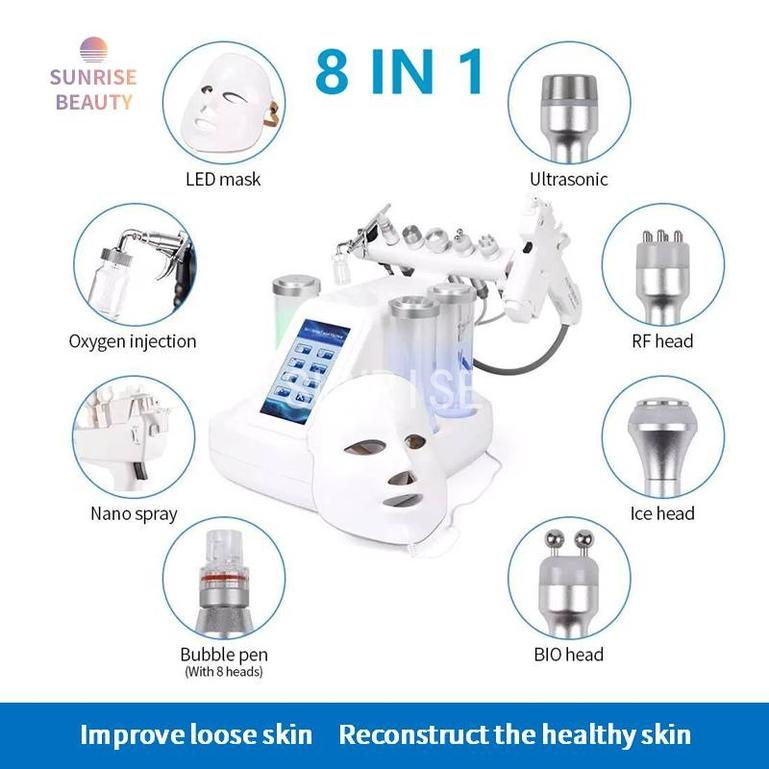 SUNRISE
BEAUTY
8 IN 1
LED mask
Ultrasonic
Oxygen injection
RF head
SUNRISE
Nano spray
Ice head
Bubble pen
(With 8 heads)
BIO head
Improve loose skin Reconstruct the healthy skin